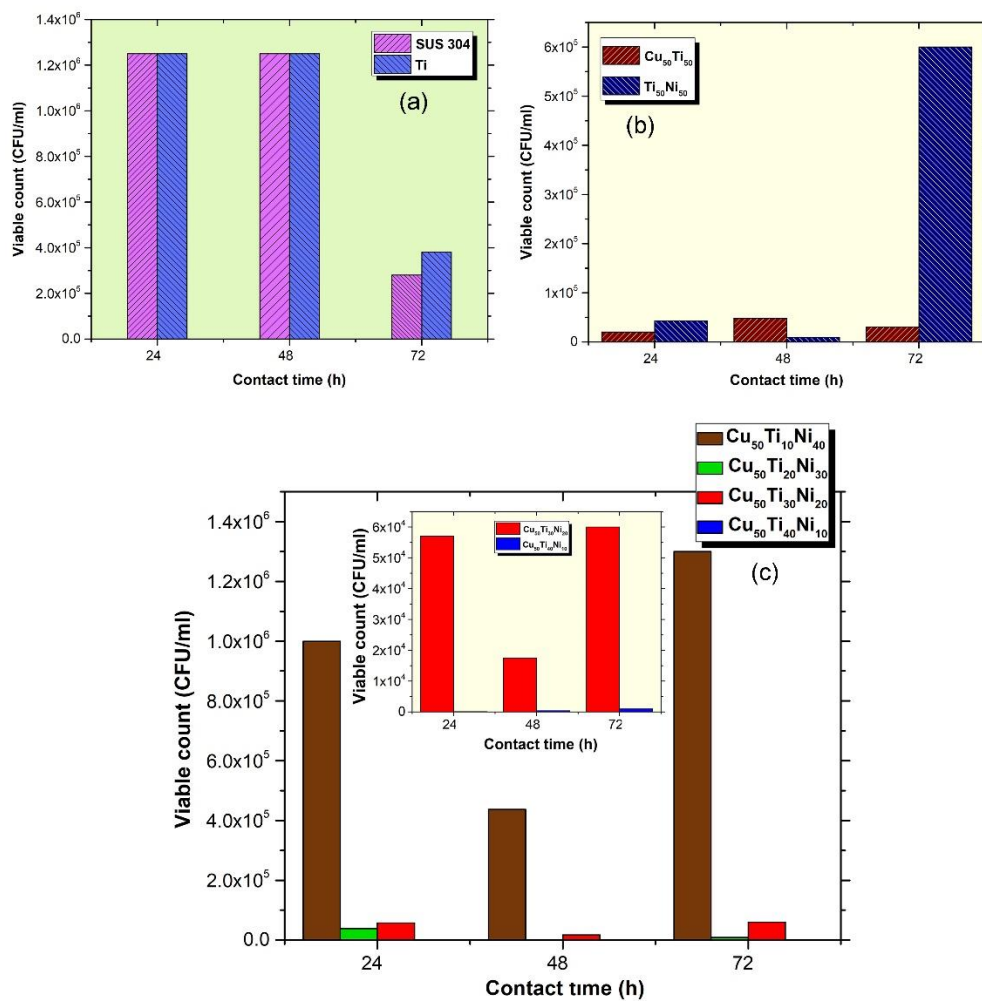 1.4x10⁶
1.2x10⁶
1.0x10⁶
8.0x10⁵
6.0x10⁵
4.0x10⁵
2.0x10⁵
0.0
Viable count (CFU/ml)
SUS 304
Ti
(a)
24 48 72
Contact time (h)
6x10⁵
5x10⁵
4x10⁵
3x10⁵
2x10⁵
1x10⁵
0
Viable count (CFU/ml)
Cu₅₀Ti₅₀
Ti₅₀Ni₅₀
(b)
24 48 72
Contact time (h)
Cu₅₀Ti₁₀Ni₄₀
Cu₅₀Ti₂₀Ni₃₀
Cu₅₀Ti₃₀Ni₂₀
Cu₅₀Ti₄₀Ni₁₀
(c)
1.4x10⁶
1.2x10⁶
1.0x10⁶
8.0x10⁵
6.0x10⁵
4.0x10⁵
2.0x10⁵
0.0
Viable count (CFU/ml)
6x10⁴
5x10⁴
4x10⁴
3x10⁴
2x10⁴
1x10⁴
0
Viable count (CFU/ml)
Cu₅₀Ti₃₀Ni₂₀
Cu₅₀Ti₄₀Ni₁₀
24 48 72
Contact time (h)
24 48 72
Contact time (h)